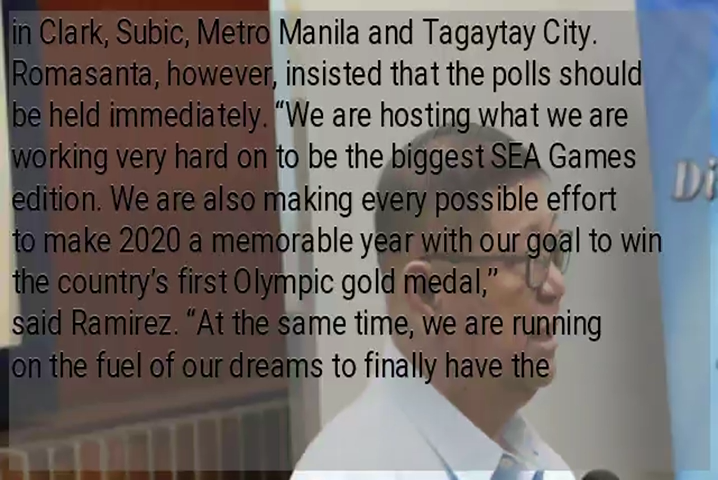 in Clark, Subic, Metro Manila and Tagaytay City.
Romasanta, however, insisted that the polls should
be held immediately. “We are hosting what we are
working very hard on to be the biggest SEA Games
edition. We are also making every possible effort
to make 2020 a memorable year with our goal to win
the country’s first Olympic gold medal,”
said Ramirez. “At the same time, we are running
on the fuel of our dreams to finally have the
Di